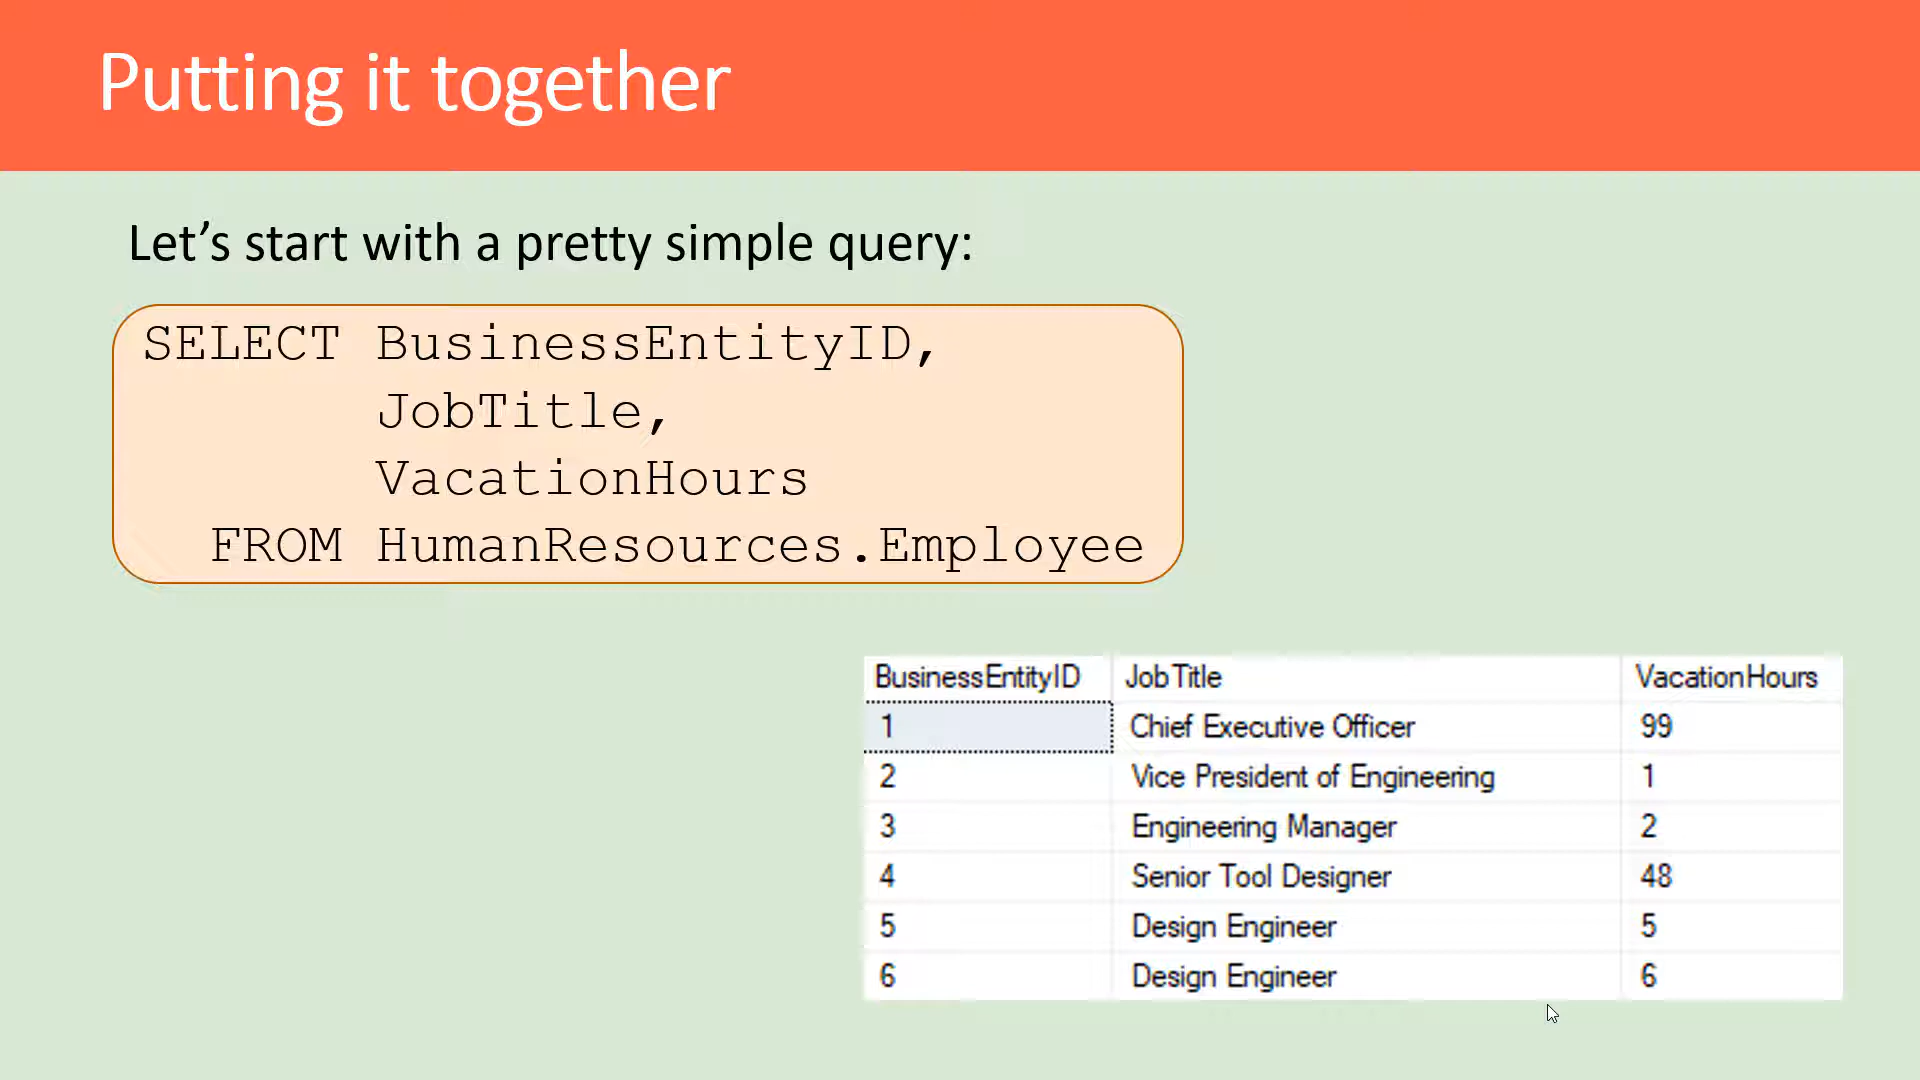 Putting it together
Let’s start with a pretty simple query:
SELECT BusinessEntityID,
JobTitle,
VacationHours
FROM HumanResources.Employee
BusinessEntityID JobTitle VacationHours
1 Chief Executive Officer 99
2 Vice President of Engineering 1
3 Engineering Manager 2
4 Senior Tool Designer 48
5 Design Engineer 5
6 Design Engineer 6